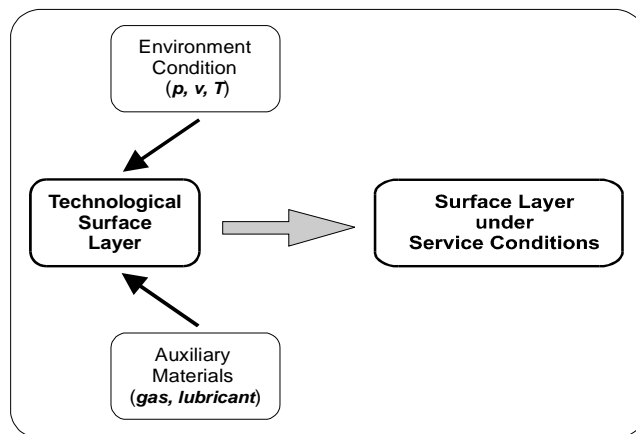 Environment
Condition
(p, v, T)
Technological
Surface
Layer
Surface Layer
under
Service Conditions
Auxiliary
Materials
(gas, lubricant)